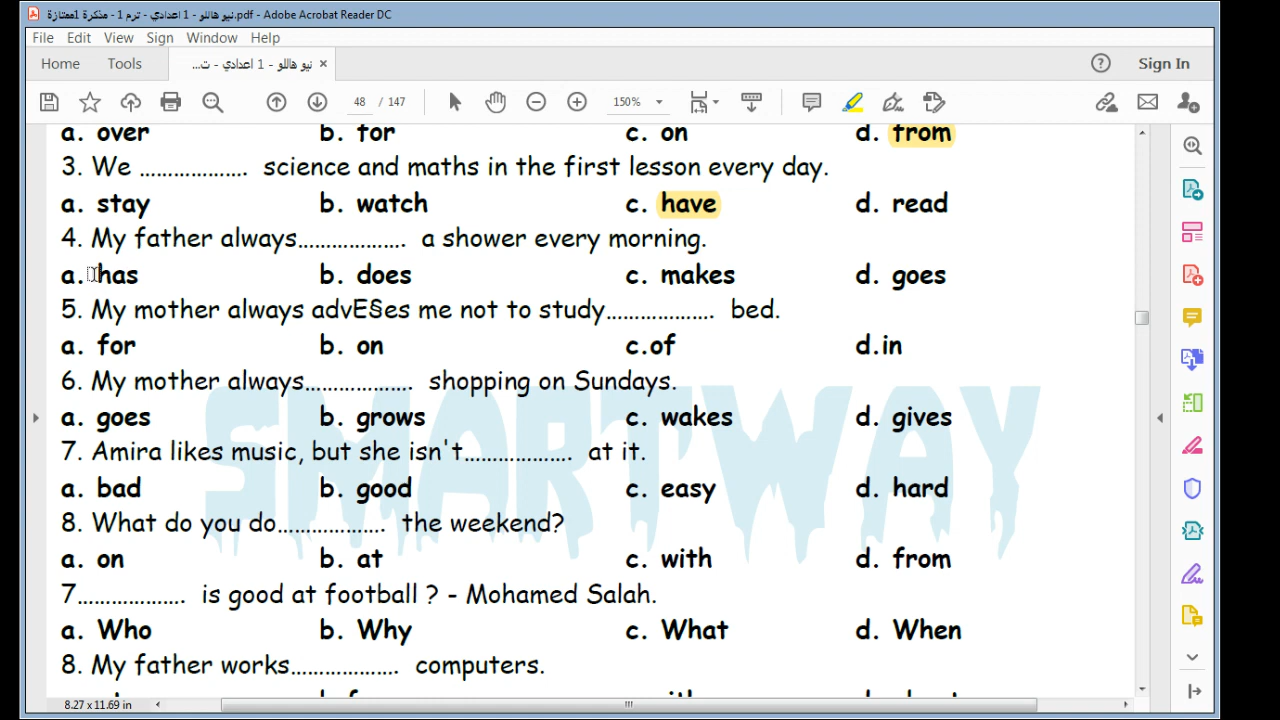 نيو هاللو - 1 اعدادي - ترم 1 - مذكرة 1ممتازة.pdf - Adobe Acrobat Reader DC
File Edit View Sign Window Help
Home Tools نيو هاللو - 1 اعدادي - ت... × Sign In
48 / 147 150%
a. over b. for c. on d. from
3. We .................. science and maths in the first lesson every day.
a. stay b. watch c. have d. read
4. My father always.................. a shower every morning.
a. has b. does c. makes d. goes
5. My mother always advE§es me not to study.................. bed.
a. for b. on c.of d.in
6. My mother always.................. shopping on Sundays.
a. goes b. grows c. wakes d. gives
7. Amira likes music, but she isn't.................. at it.
a. bad b. good c. easy d. hard
8. What do you do.................. the weekend?
a. on b. at c. with d. from
7.................. is good at football ? - Mohamed Salah.
a. Who b. Why c. What d. When
8. My father works.................. computers.
SMARTWAY
8.27 x 11.69 in